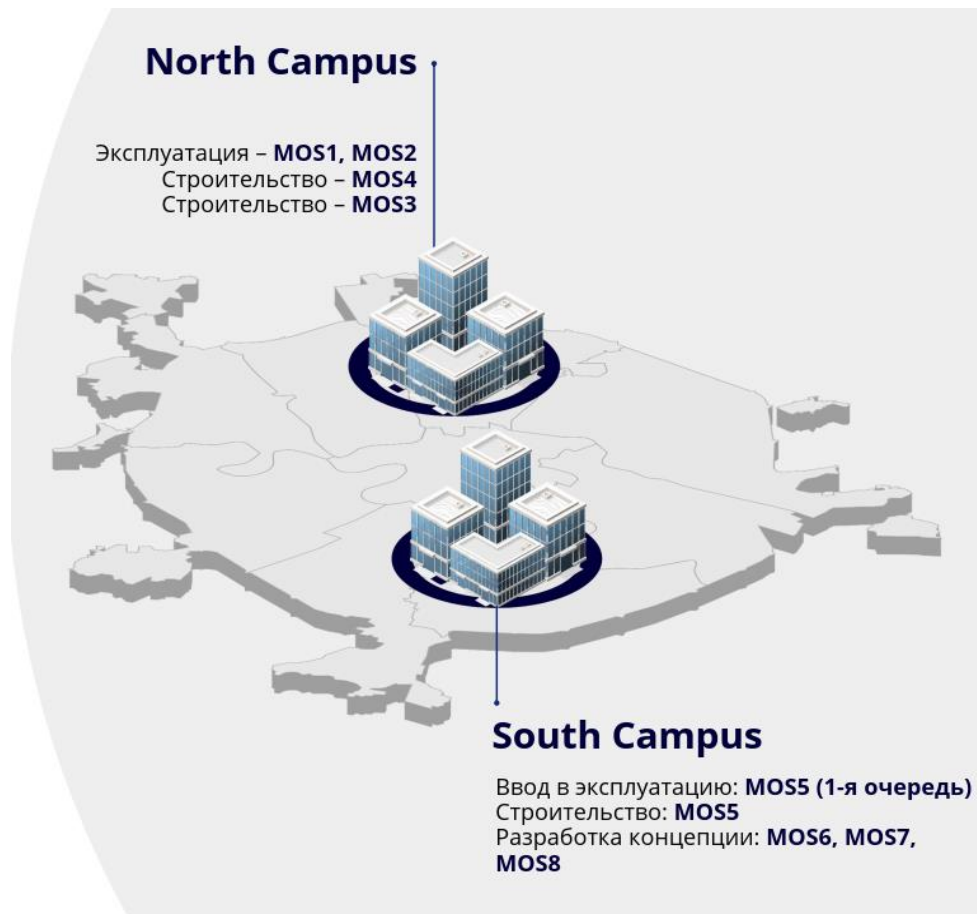 North Campus
Эксплуатация – MOS1, MOS2
Строительство – MOS4
Строительство – MOS3
South Campus
Ввод в эксплуатацию: MOS5 (1-я очередь)
Строительство: MOS5
Разработка концепции: MOS6, MOS7,
MOS8